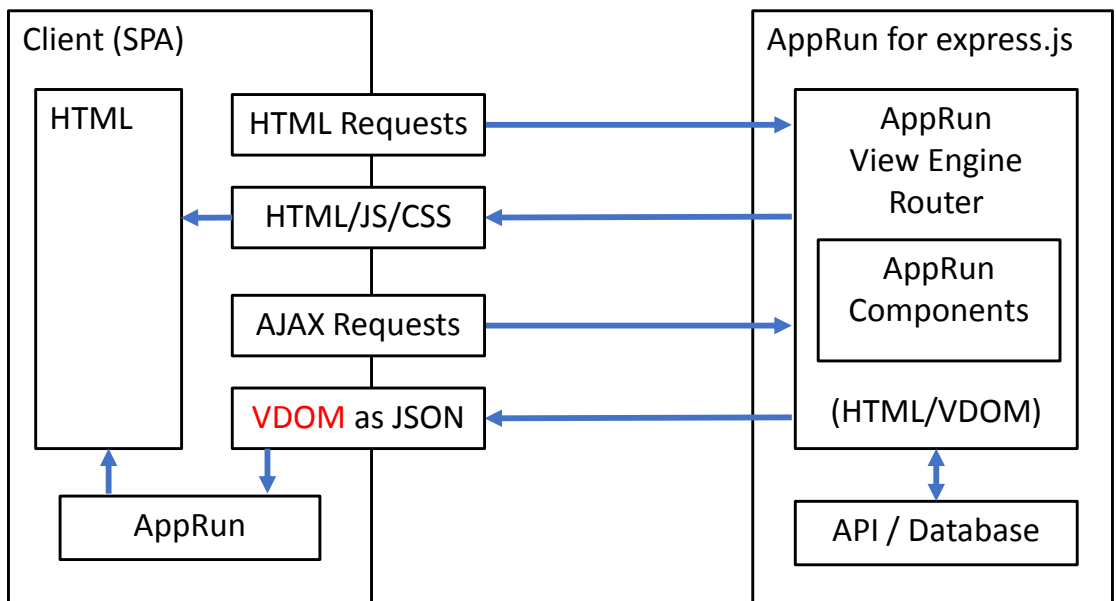 Client (SPA)
HTML
HTML Requests
HTML/JS/CSS
AJAX Requests
VDOM as JSON
AppRun
AppRun for express.js
AppRun
View Engine
Router
AppRun
Components
(HTML/VDOM)
API / Database